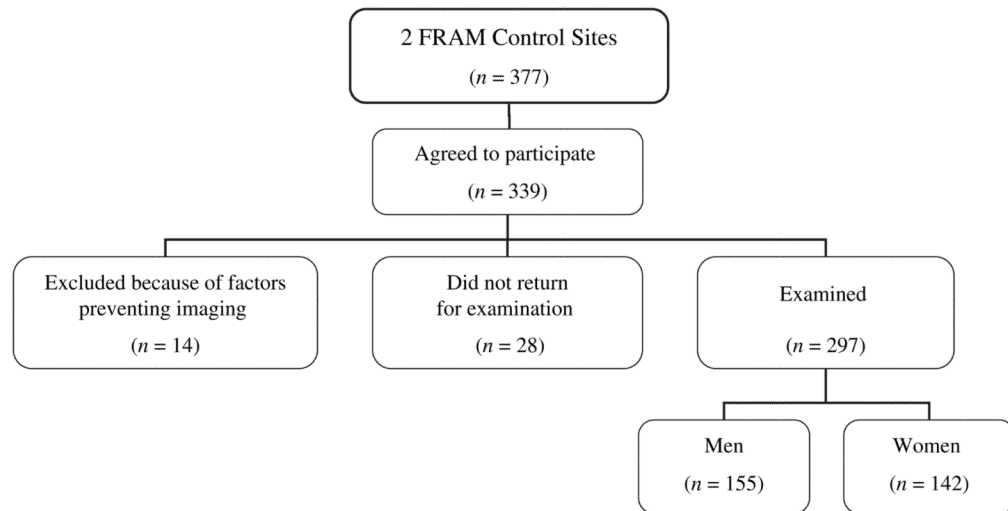 2 FRAM Control Sites
(n = 377)
Agreed to participate
(n = 339)
Excluded because of factors
preventing imaging
(n = 14)
Did not return
for examination
(n = 28)
Examined
(n = 297)
Men
(n = 155)
Women
(n = 142)